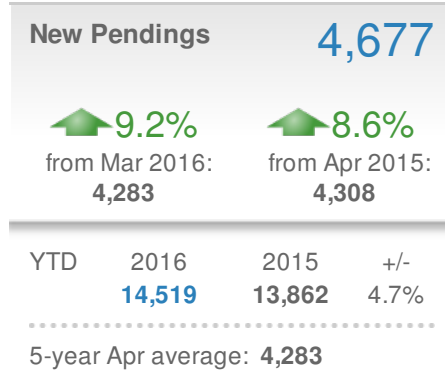 New Pendings 4,677
9.2% 8.6%
from Mar 2016: from Apr 2015:
4,283 4,308
YTD 2016 2015 +/-
14,519 13,862 4.7%
5-year Apr average: 4,283